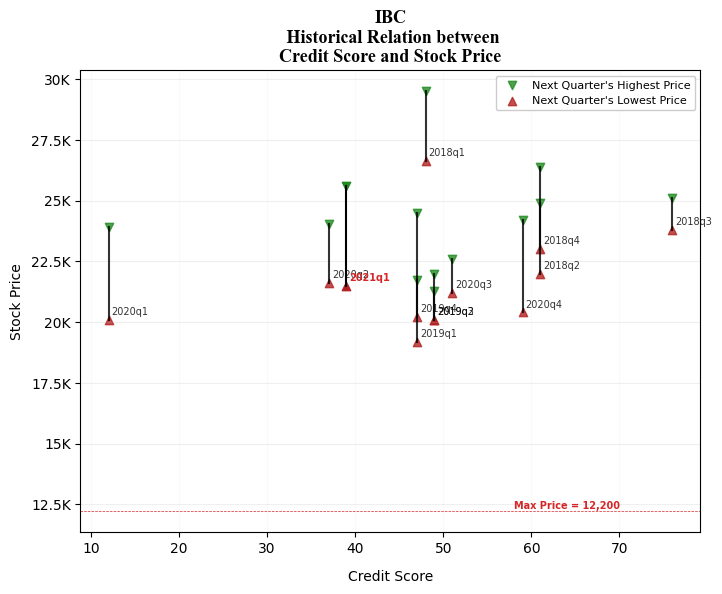 IBC
Historical Relation between
Credit Score and Stock Price
Next Quarter's Highest Price
Next Quarter's Lowest Price
30K
27.5K
25K
22.5K
20K
17.5K
15K
12.5K
Stock Price
2018q1
2018q3
2018q4
2018q2
2020q2
2021q1
2020q3
2020q1
2019q4
2020q4
2019q1
Max Price = 12,200
10
20
30
40
50
60
70
Credit Score